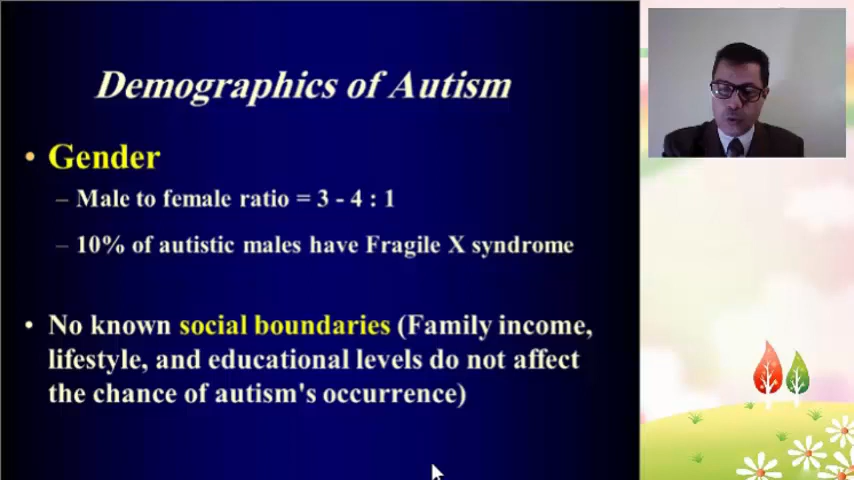 Demographics of Autism
• Gender
– Male to female ratio = 3 - 4 : 1
– 10% of autistic males have Fragile X syndrome
• No known social boundaries (Family income,
lifestyle, and educational levels do not affect
the chance of autism's occurrence)